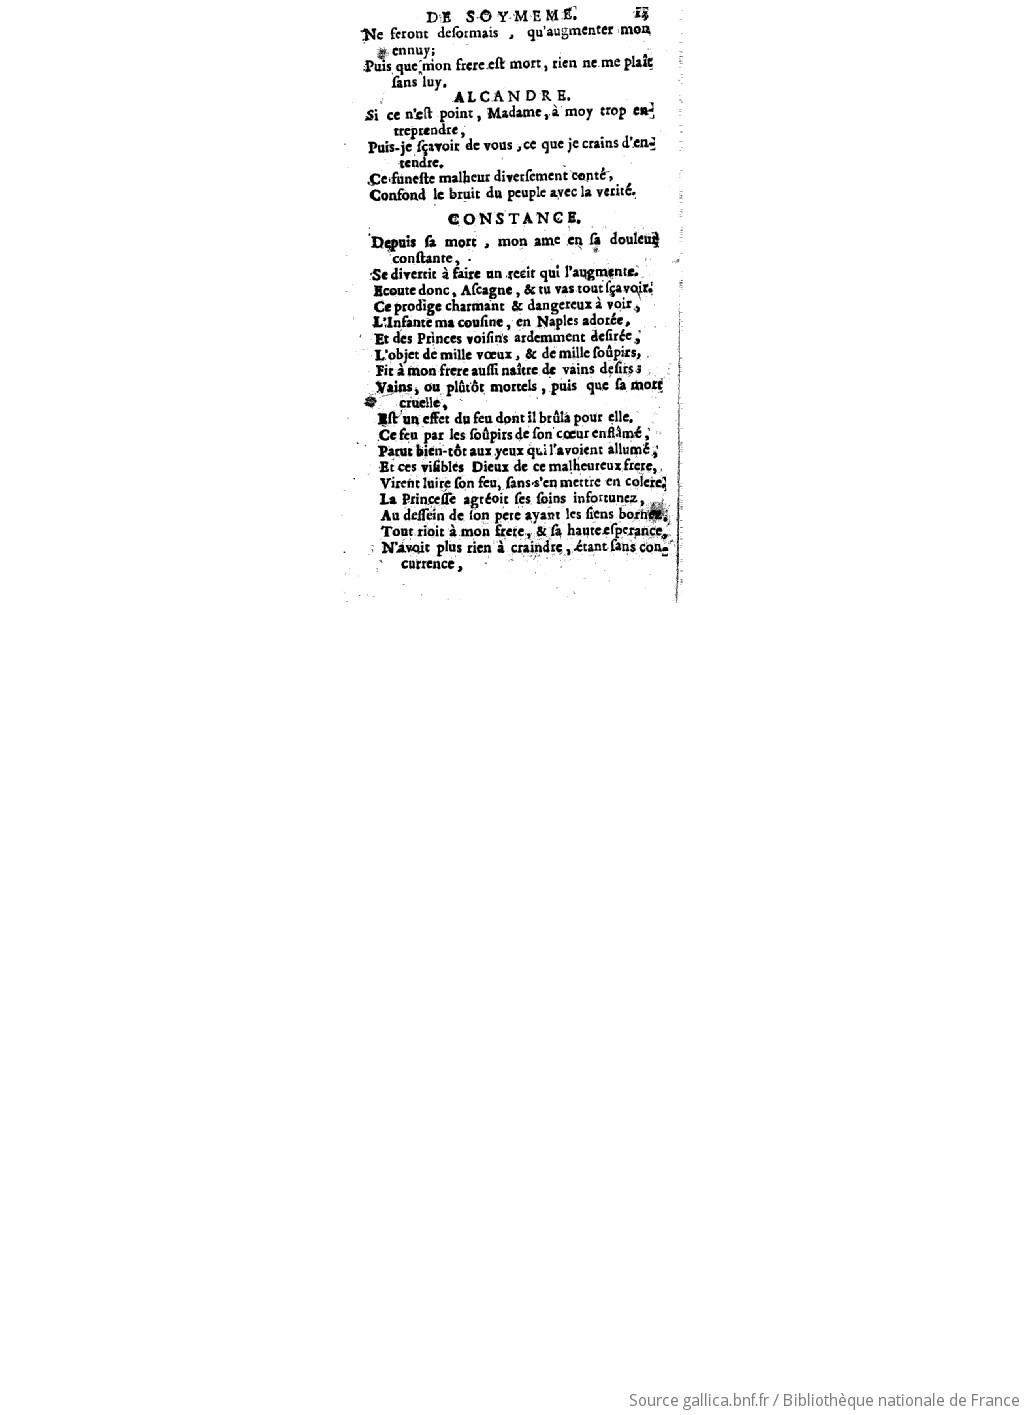 DE SOYMEME. 13
Ne ſeront deſormais, qu'augmenter mon
ennuy;
Puis que mon frere eſt mort, rien ne me plaît
ſans luy.
ALCANDRE.
Si ce n'eſt point, Madame, à moy trop en-
treprendre,
Puis-je ſçavoir de vous, ce que je crains d'en-
tendre.
Ce funeſte malheur diverſement conté,
Confond le bruit du peuple avec la verité.
CONSTANCE.
Depuis ſa mort, mon ame en ſa douleur
conſtante,
Se divertit à faire un recit qui l'augmente.
Ecoute donc, Aſcagne, & tu vas tout ſçavoir.
Ce prodige charmant & dangereux à voir,
L'Infante ma couſine, en Naples adorée,
Et des Princes voiſins ardemment deſirée,
L'objet de mille vœux, & de mille ſoûpirs,
Fit à mon frere auſſi naître de vains deſirs;
Vains, ou plûtôt mortels, puis que ſa mort
cruelle,
Eſt un effet du feu dont il brûla pour elle.
Ce feu par les ſoûpirs de ſon cœur enflâmé,
Parut bien-tôt aux yeux qui l'avoient allumé,
Et ces viſibles Dieux de ce malheureux frere,
Virent luire ſon feu, ſans s'en mettre en colere,
La Princeſſe agréoit ſes ſoins infortunez,
Au deſſein de ſon pere ayant les ſiens bornez,
Tout rioit à mon frere, & ſa haute eſperance,
N'avoit plus rien à craindre, étant ſans con-
currence,
Source gallica.bnf.fr / Bibliothèque nationale de France